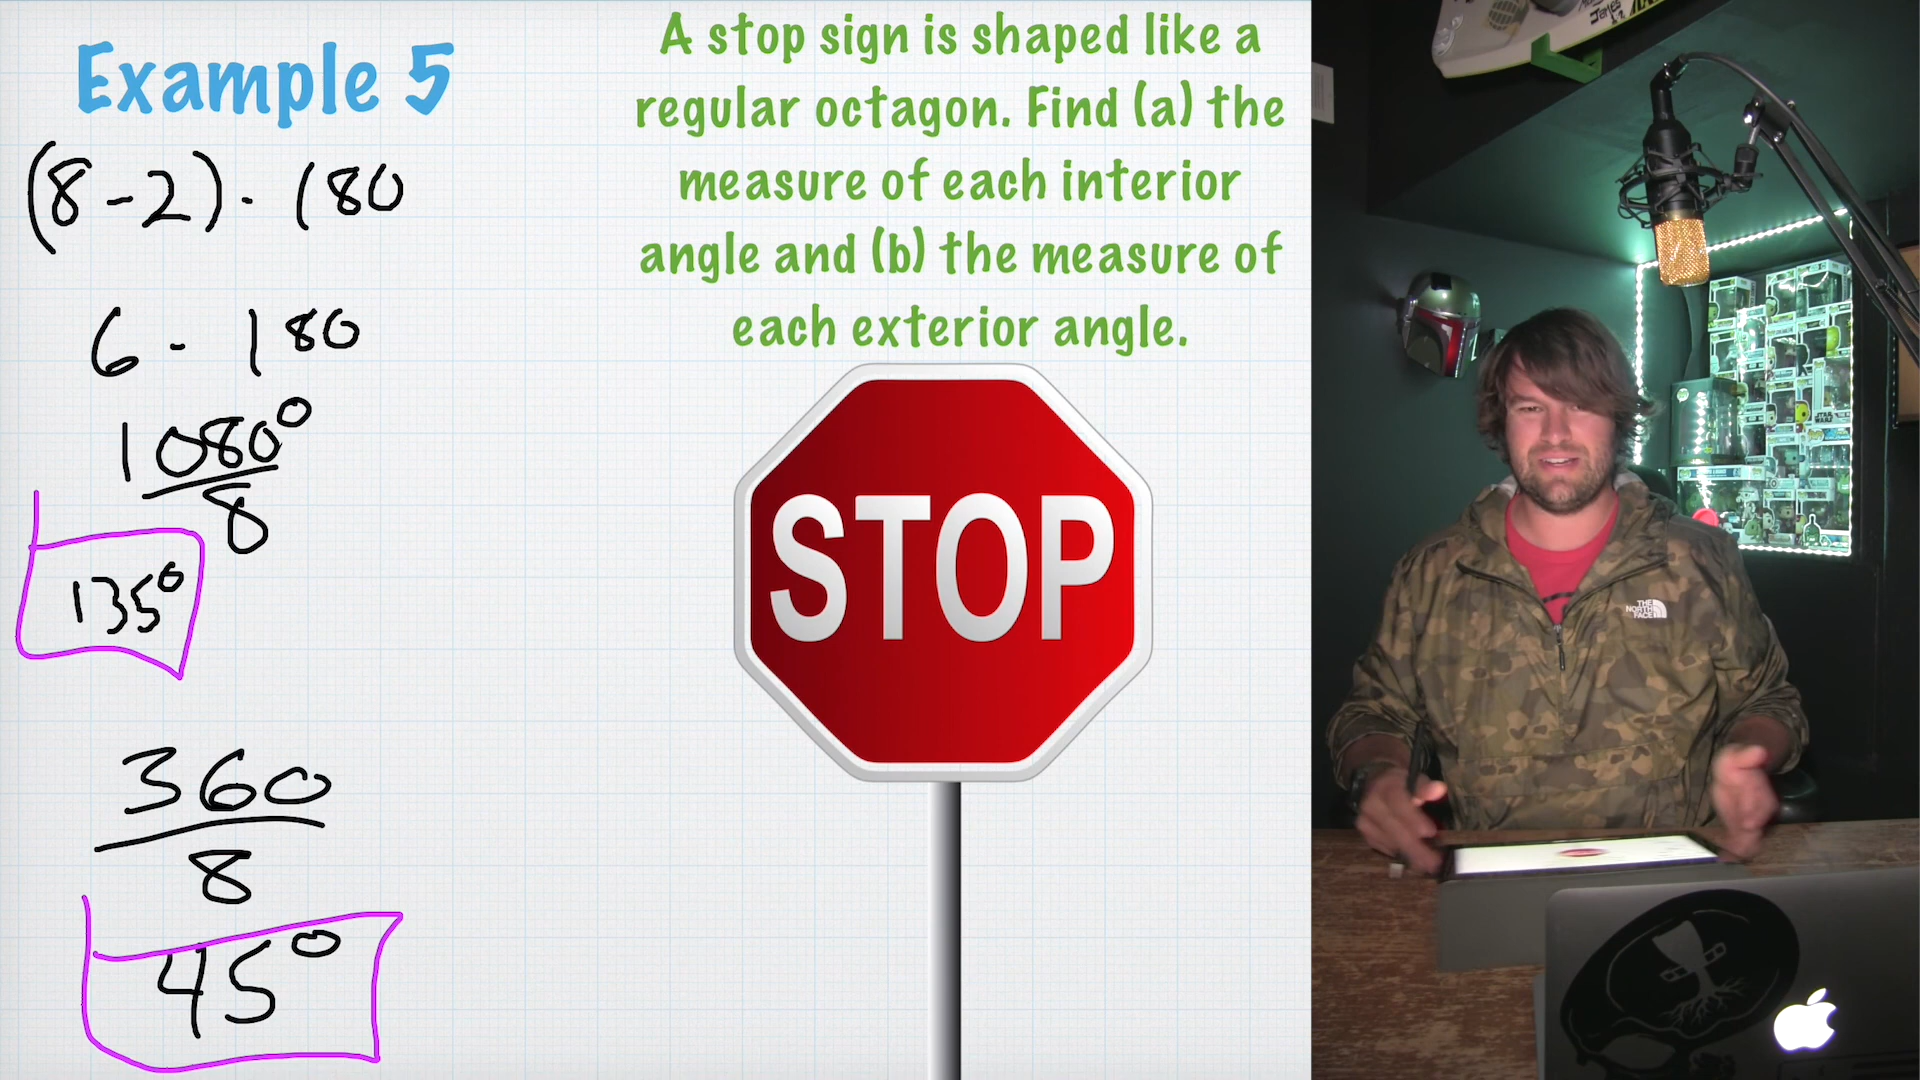 Example 5
(8-2) · 180
6 · 180
1080°
8
135°
360
8
45°
A stop sign is shaped like a
regular octagon. Find (a) the
measure of each interior
angle and (b) the measure of
each exterior angle.
STOP
THE
NORTH
FACE